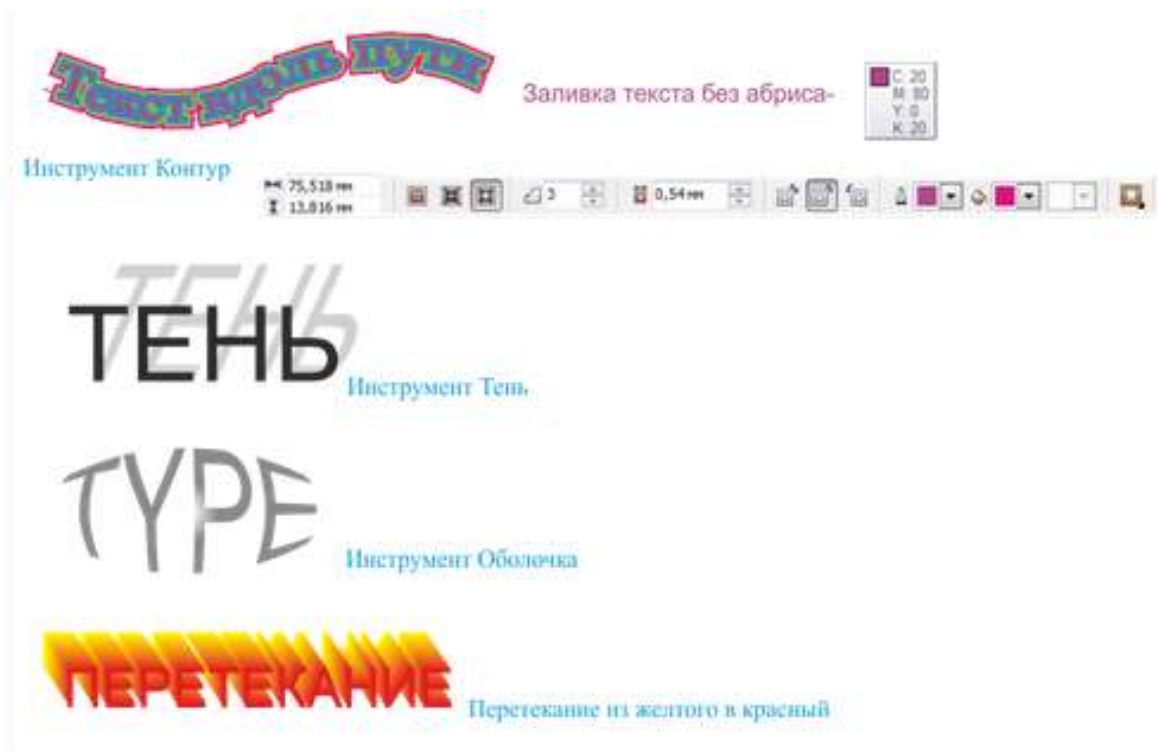 Текст вдоль пути
Заливка текста без абриса-
C: 20
M: 80
Y: 0
K: 20
Инструмент Контур
75,518 мм
13,816 мм
3
0,54 мм
ТЕНЬ
ТЕНЬ
Инструмент Тень
TYPE
Инструмент Оболочка
ПЕРЕТЕКАНИЕ
Перетекание из желтого в красный